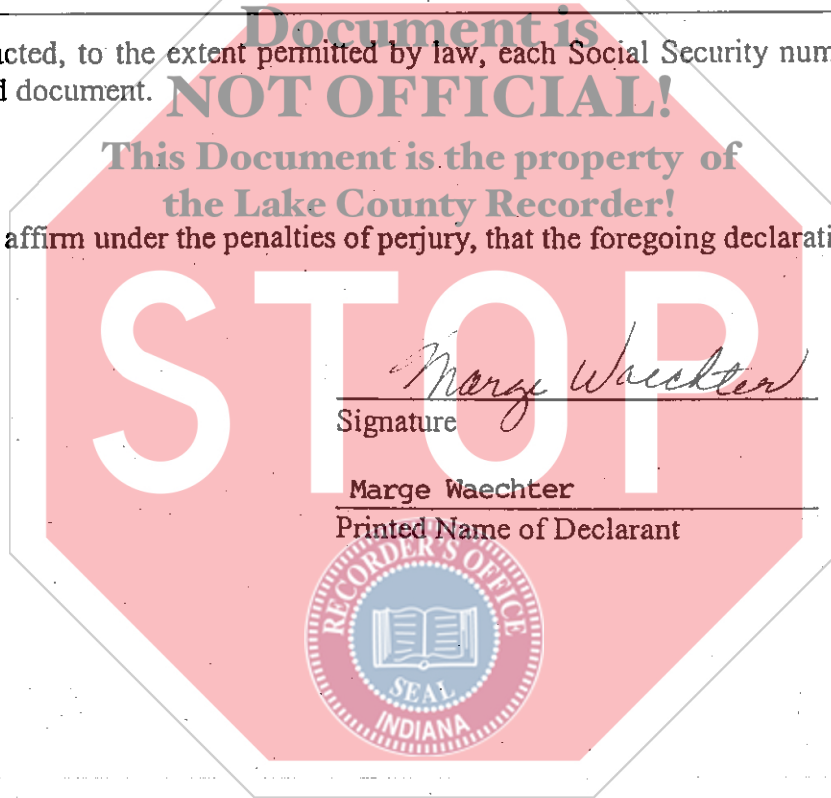 Document is
acted, to the extent permitted by law, each Social Security num
d document.
NOT OFFICIAL!
This Document is the property of
the Lake County Recorder!
affirm under the penalties of perjury, that the foregoing declarati
STOP
Marge Waechter
Signature
Marge Waechter
Printed Name of Declarant
RECORDER'S OFFICE
SEAL
INDIANA